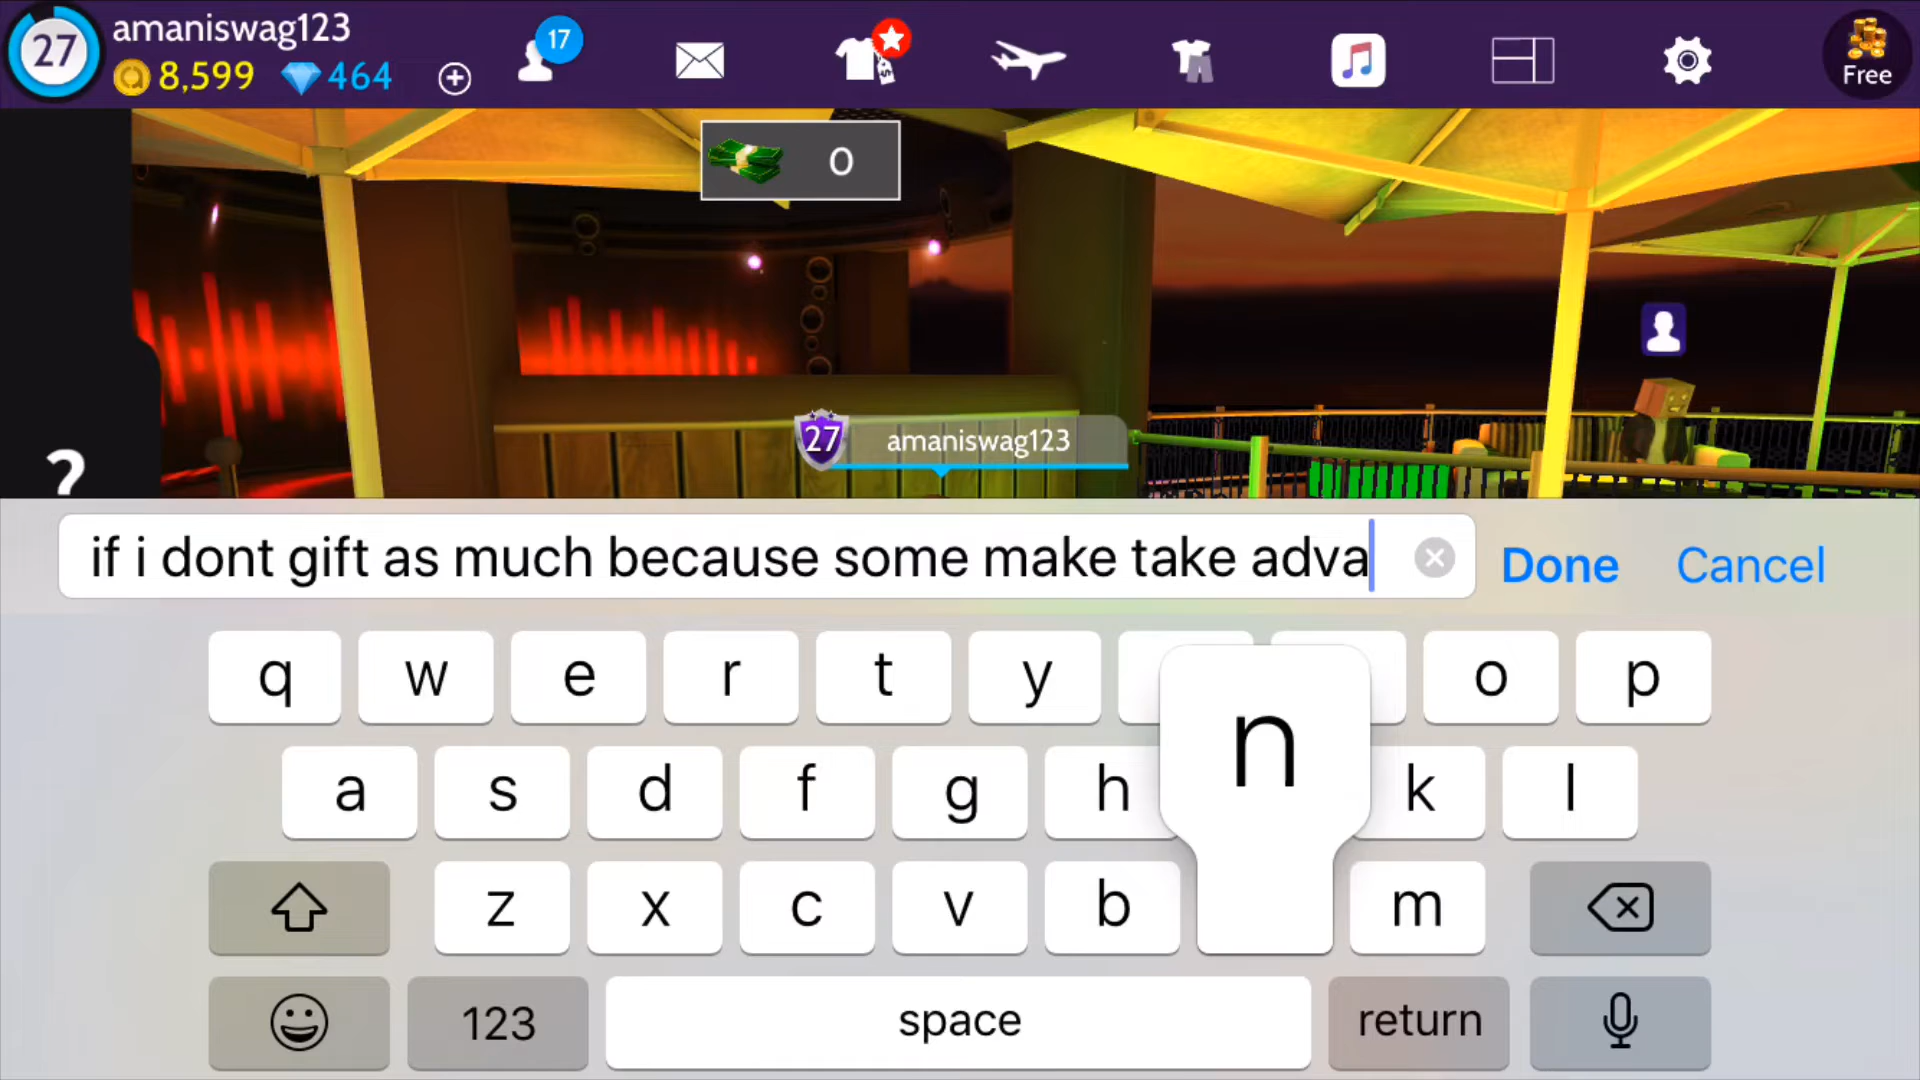 27
amaniswag123
8,599
464
17
Free
0
27
amaniswag123
?
if i dont gift as much because some make take adva
Done
Cancel
q w e r t y o p
n
a s d f g h k l
z x c v b m
123
space
return